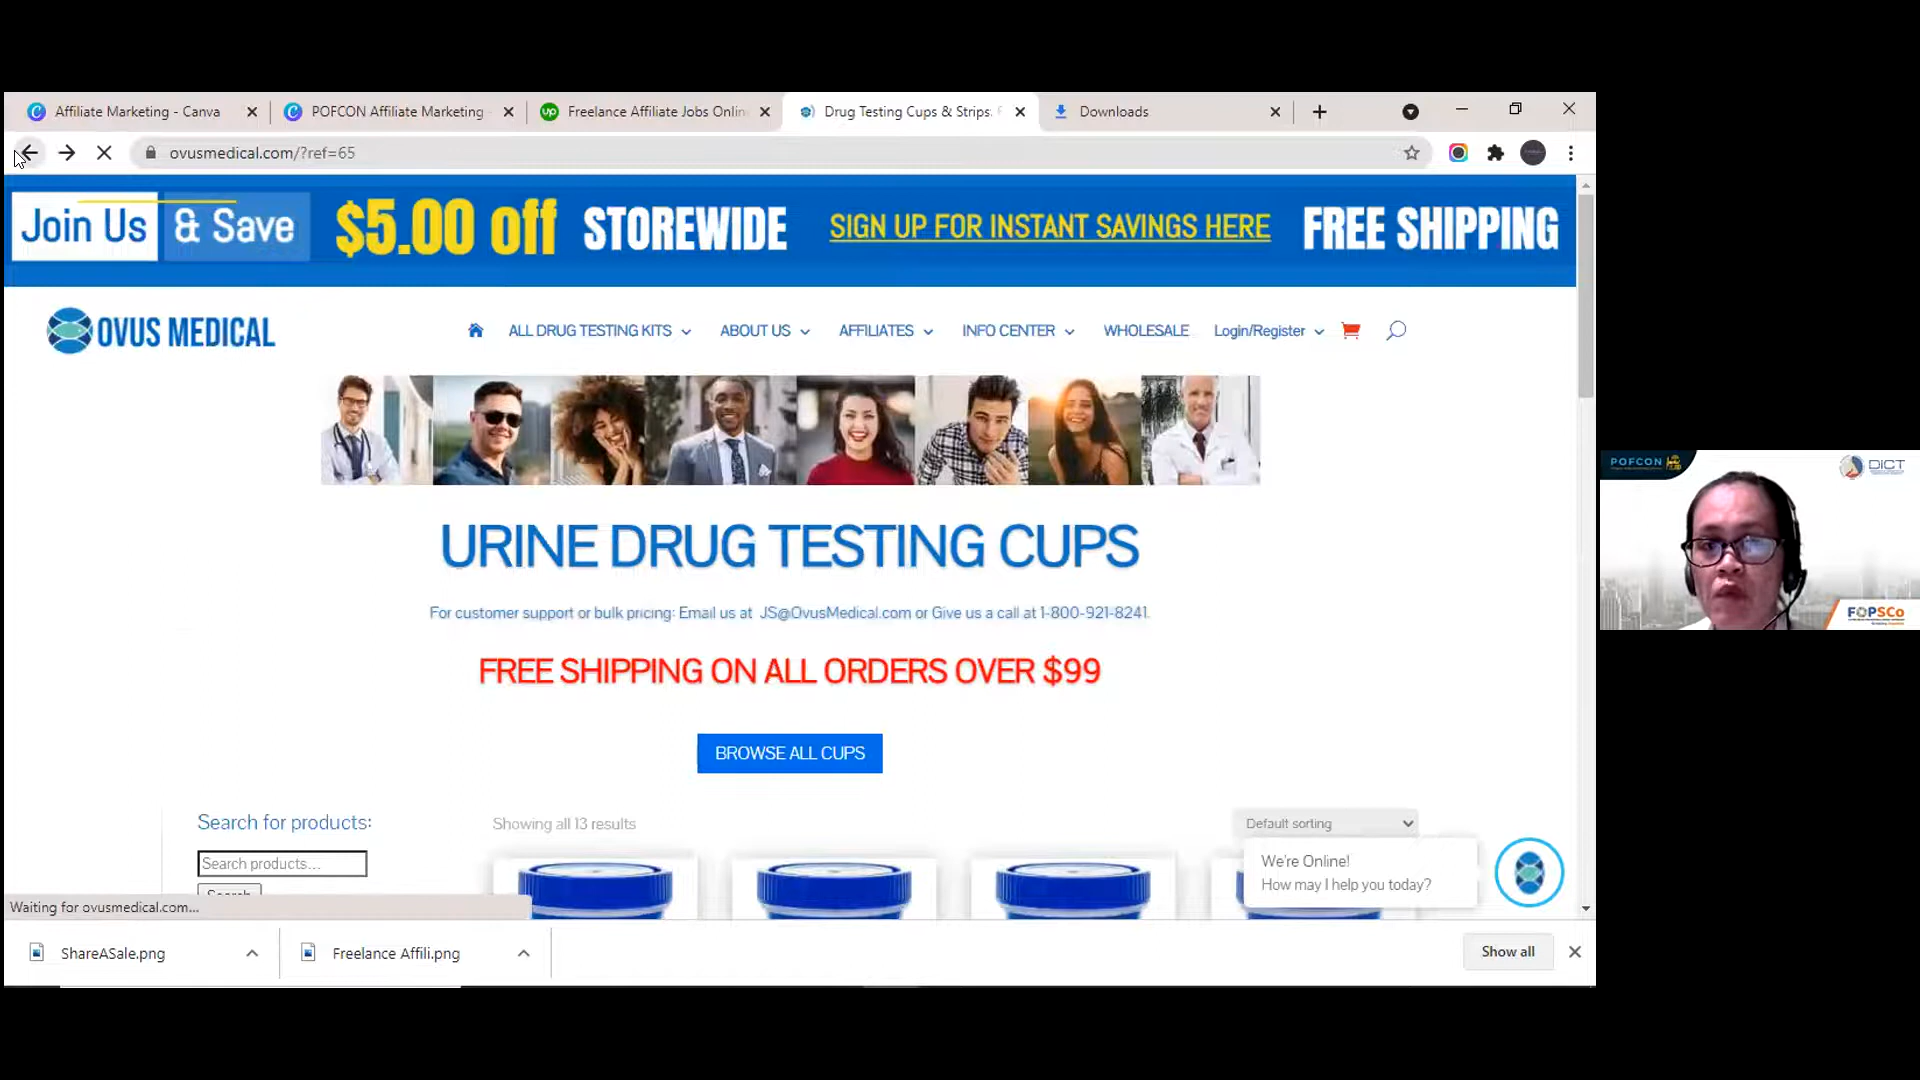 Affiliate Marketing - Canva
POFCON Affiliate Marketing -
Freelance Affiliate Jobs Onlin
Drug Testing Cups & Strips.
Downloads
ovusmedical.com/?ref=65
Join Us & Save $5.00 off STOREWIDE SIGN UP FOR INSTANT SAVINGS HERE FREE SHIPPING
OVUS MEDICAL
ALL DRUG TESTING KITS ABOUT US AFFILIATES INFO CENTER WHOLESALE Login/Register
URINE DRUG TESTING CUPS
For customer support or bulk pricing: Email us at JS@OvusMedical.com or Give us a call at 1-800-921-8241.
FREE SHIPPING ON ALL ORDERS OVER $99
BROWSE ALL CUPS
Search for products:
Showing all 13 results
Default sorting
Search products...
Search
We're Online!
How may I help you today?
Waiting for ovusmedical.com...
ShareASale.png
Freelance Affili.png
Show all
POFCON
DICT
FOPSCo